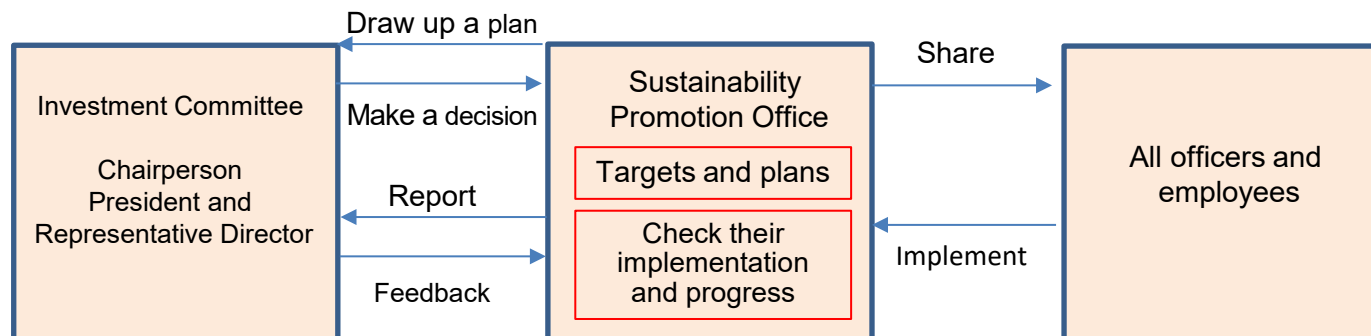 Draw up a plan
Investment Committee
Chairperson
President and
Representative Director
Make a decision
Report
Feedback
Sustainability
Promotion Office
Targets and plans
Check their
implementation
and progress
Share
Implement
All officers and
employees